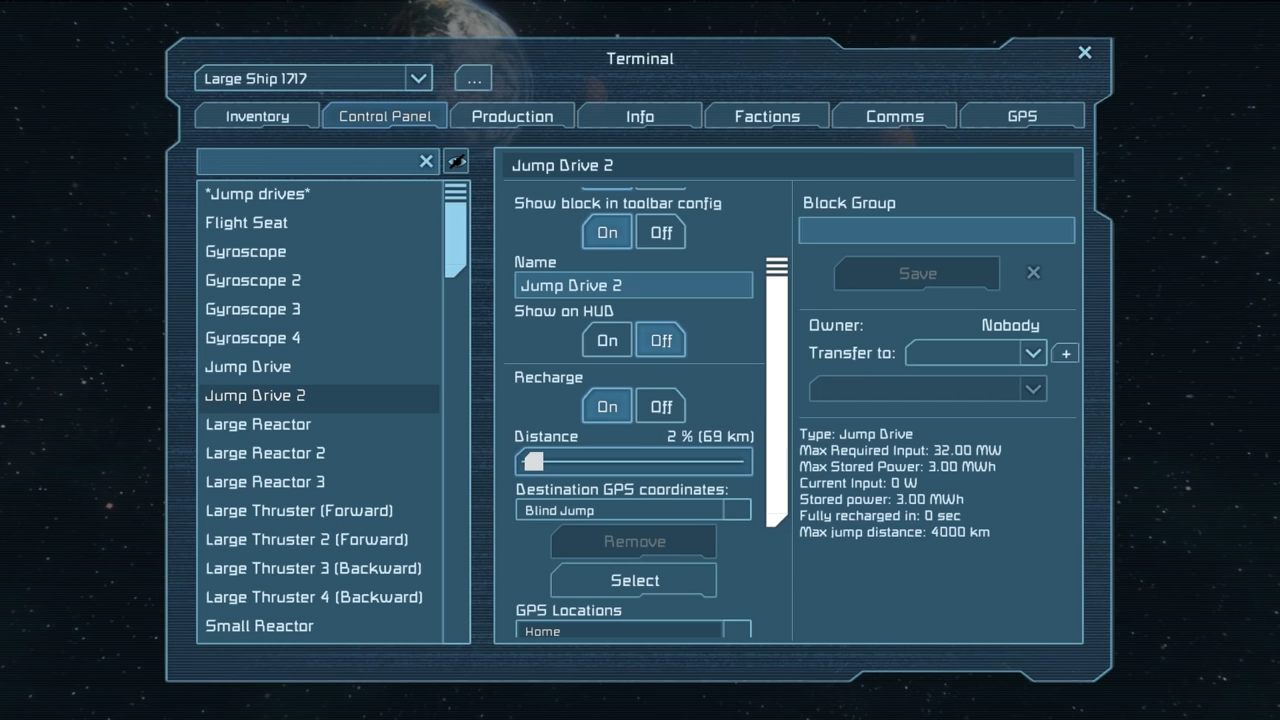 Terminal
Large Ship 1717
...
Inventory
Control Panel
Production
Info
Factions
Comms
GPS
*Jump drives*
Flight Seat
Gyroscope
Gyroscope 2
Gyroscope 3
Gyroscope 4
Jump Drive
Jump Drive 2
Large Reactor
Large Reactor 2
Large Reactor 3
Large Thruster (Forward)
Large Thruster 2 (Forward)
Large Thruster 3 (Backward)
Large Thruster 4 (Backward)
Small Reactor
Jump Drive 2
Show block in toolbar config
On Off
Name
Jump Drive 2
Show on HUD
On Off
Recharge
On Off
Distance 2 % (69 km)
Destination GPS coordinates:
Blind Jump
Remove
Select
GPS Locations
Home
Block Group
Save
Owner: Nobody
Transfer to:
+
Type: Jump Drive
Max Required Input: 32.00 MW
Max Stored Power: 3.00 MWh
Current Input: 0 W
Stored power: 3.00 MWh
Fully recharged in: 0 sec
Max jump distance: 4000 km